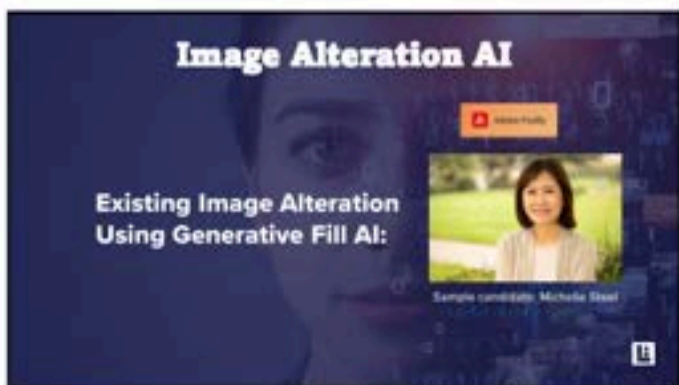 Image Alteration AI
Adobe Firefly
Existing Image Alteration
Using Generative Fill AI:
Sample candidate: Michelle Steel